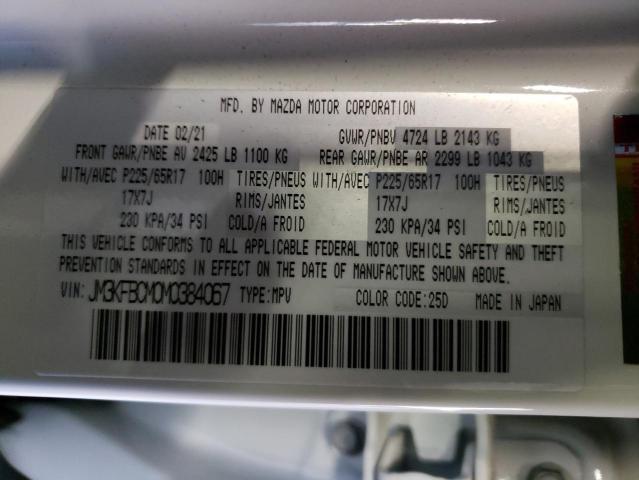 MFD. BY MAZDA MOTOR CORPORATION
DATE 02/21 GVWR/PNBV 4724 LB 2143 KG
FRONT GAWR/PNBE AV 2425 LB 1100 KG REAR GAWR/PNBE AR 2299 LB 1043 KG
WITH/AVEC P225/65R17 100H TIRES/PNEUS WITH/AVEC P225/65R17 100H TIRES/PNEUS
17X7J RIMS/JANTES 17X7J RIMS/JANTES
230 KPA/34 PSI COLD/A FROID 230 KPA/34 PSI COLD/A FROID
THIS VEHICLE CONFORMS TO ALL APPLICABLE FEDERAL MOTOR VEHICLE SAFETY AND THEFT
PREVENTION STANDARDS IN EFFECT ON THE DATE OF MANUFACTURE SHOWN ABOVE.
VIN: JM3KFBCM0M0384067 TYPE:MPV COLOR CODE:25D MADE IN JAPAN